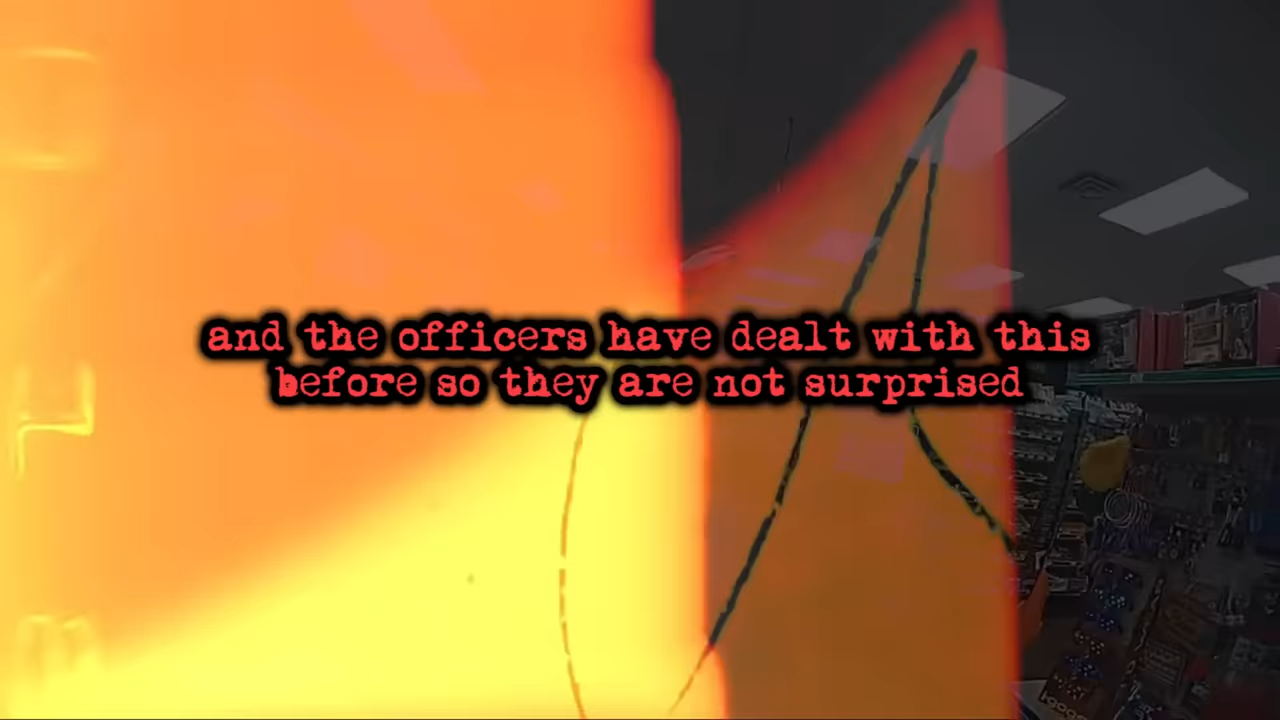 and the officers have dealt with this
before so they are not surprised